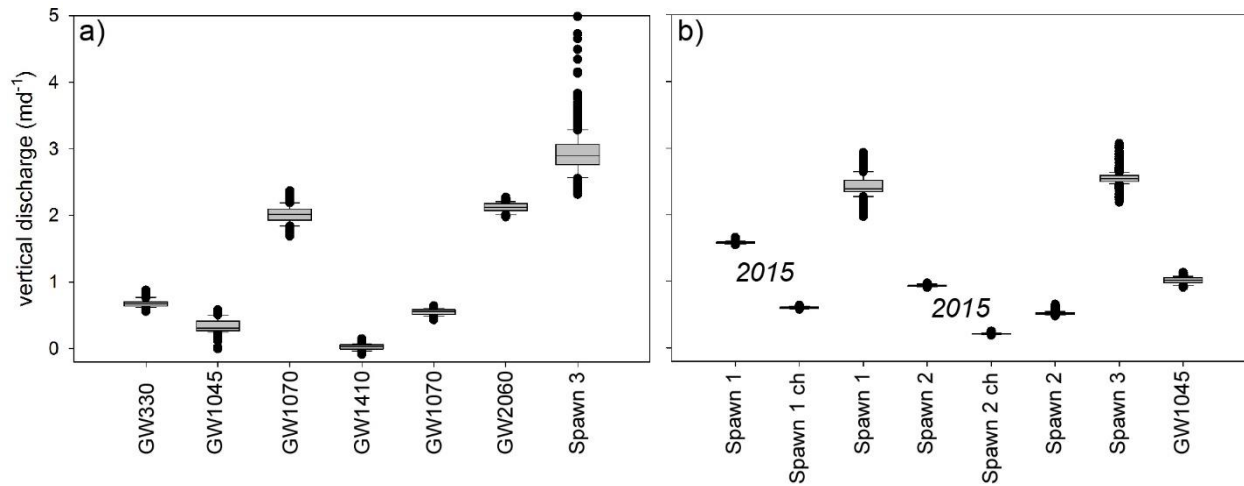 a)
vertical discharge (md-1)
5
4
3
2
1
0
GW330
GW1045
GW1070
GW1410
GW1070
GW2060
Spawn 3
b)
2015
2015
Spawn 1
Spawn 1 ch
Spawn 1
Spawn 2
Spawn 2 ch
Spawn 2
Spawn 3
GW1045